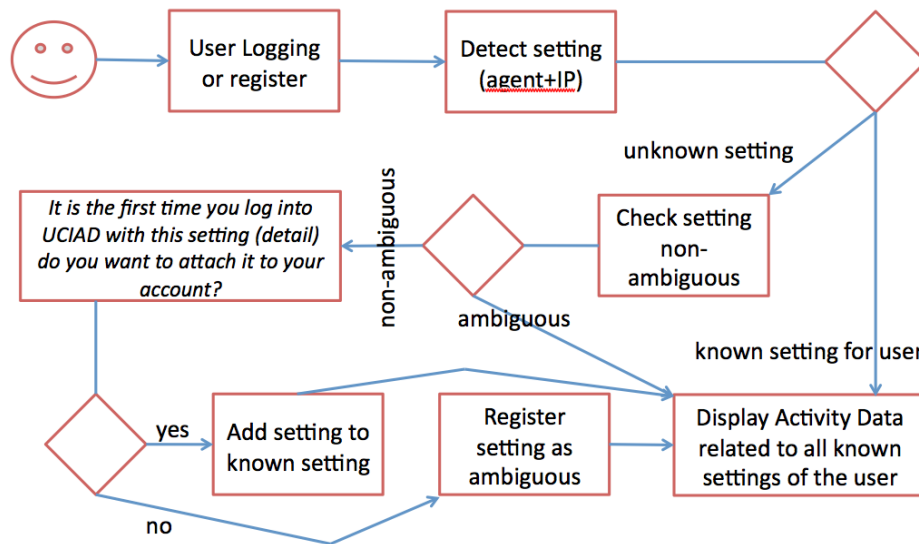 User Logging
or register
Detect setting
(agent+IP)
unknown setting
It is the first time you log into
UCIAD with this setting (detail)
do you want to attach it to your
account?
non-ambiguous
Check setting
non-
ambiguous
ambiguous
known setting for user
yes
Add setting to
known setting
Register
setting as
ambiguous
Display Activity Data
related to all known
settings of the user
no